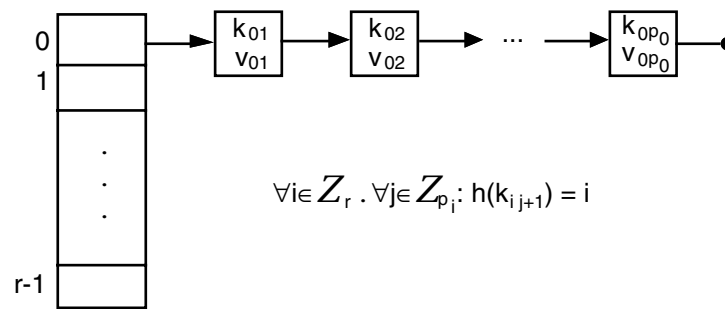 0
k01
v01
k02
v02
...
k0p0
v0p0
1
.
.
.
∀i∈ Zr . ∀j∈ Zpi: h(ki j+1) = i
r-1